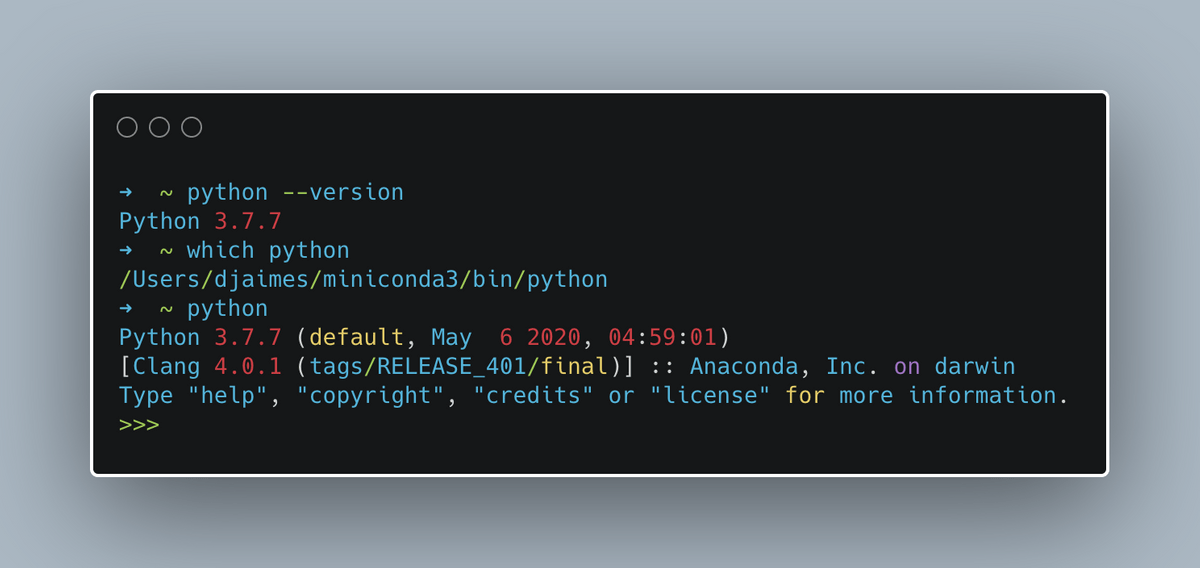 ➜  ~ python --version
Python 3.7.7
➜  ~ which python
/Users/djaimes/miniconda3/bin/python
➜  ~ python
Python 3.7.7 (default, May  6 2020, 04:59:01)
[Clang 4.0.1 (tags/RELEASE_401/final)] :: Anaconda, Inc. on darwin
Type "help", "copyright", "credits" or "license" for more information.
>>>